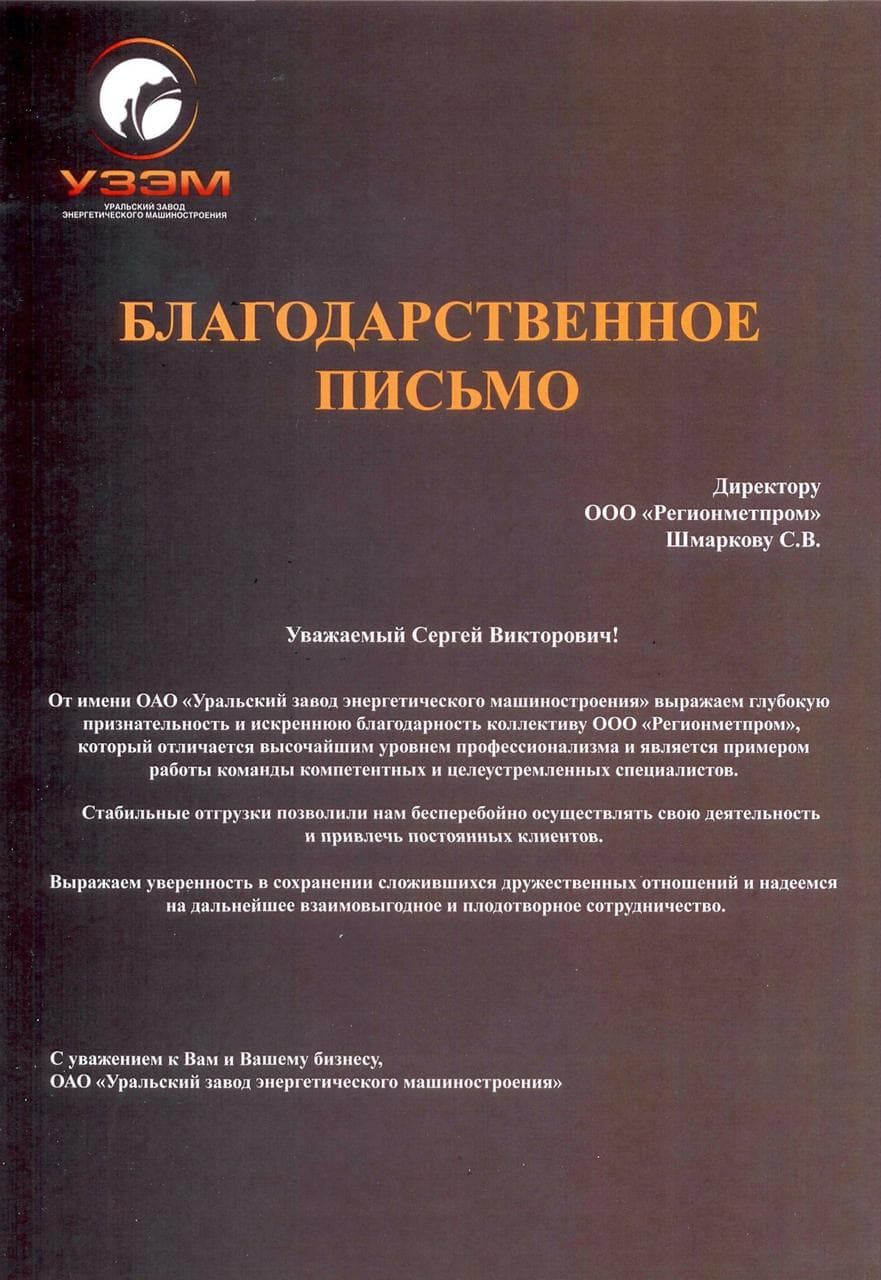 УЗЭМ
УРАЛЬСКИЙ ЗАВОД
ЭНЕРГЕТИЧЕСКОГО МАШИНОСТРОЕНИЯ
БЛАГОДАРСТВЕННОЕ
ПИСЬМО
Директору
ООО «Регионметпром»
Шмаркову С.В.
Уважаемый Сергей Викторович!
От имени ОАО «Уральский завод энергетического машиностроения» выражаем глубокую
признательность и искреннюю благодарность коллективу ООО «Регионметпром»,
который отличается высочайшим уровнем профессионализма и является примером
работы команды компетентных и целеустремленных специалистов.
Стабильные отгрузки позволили нам бесперебойно осуществлять свою деятельность
и привлечь постоянных клиентов.
Выражаем уверенность в сохранении сложившихся дружественных отношений и надеемся
на дальнейшее взаимовыгодное и плодотворное сотрудничество.
С уважением к Вам и Вашему бизнесу,
ОАО «Уральский завод энергетического машиностроения»